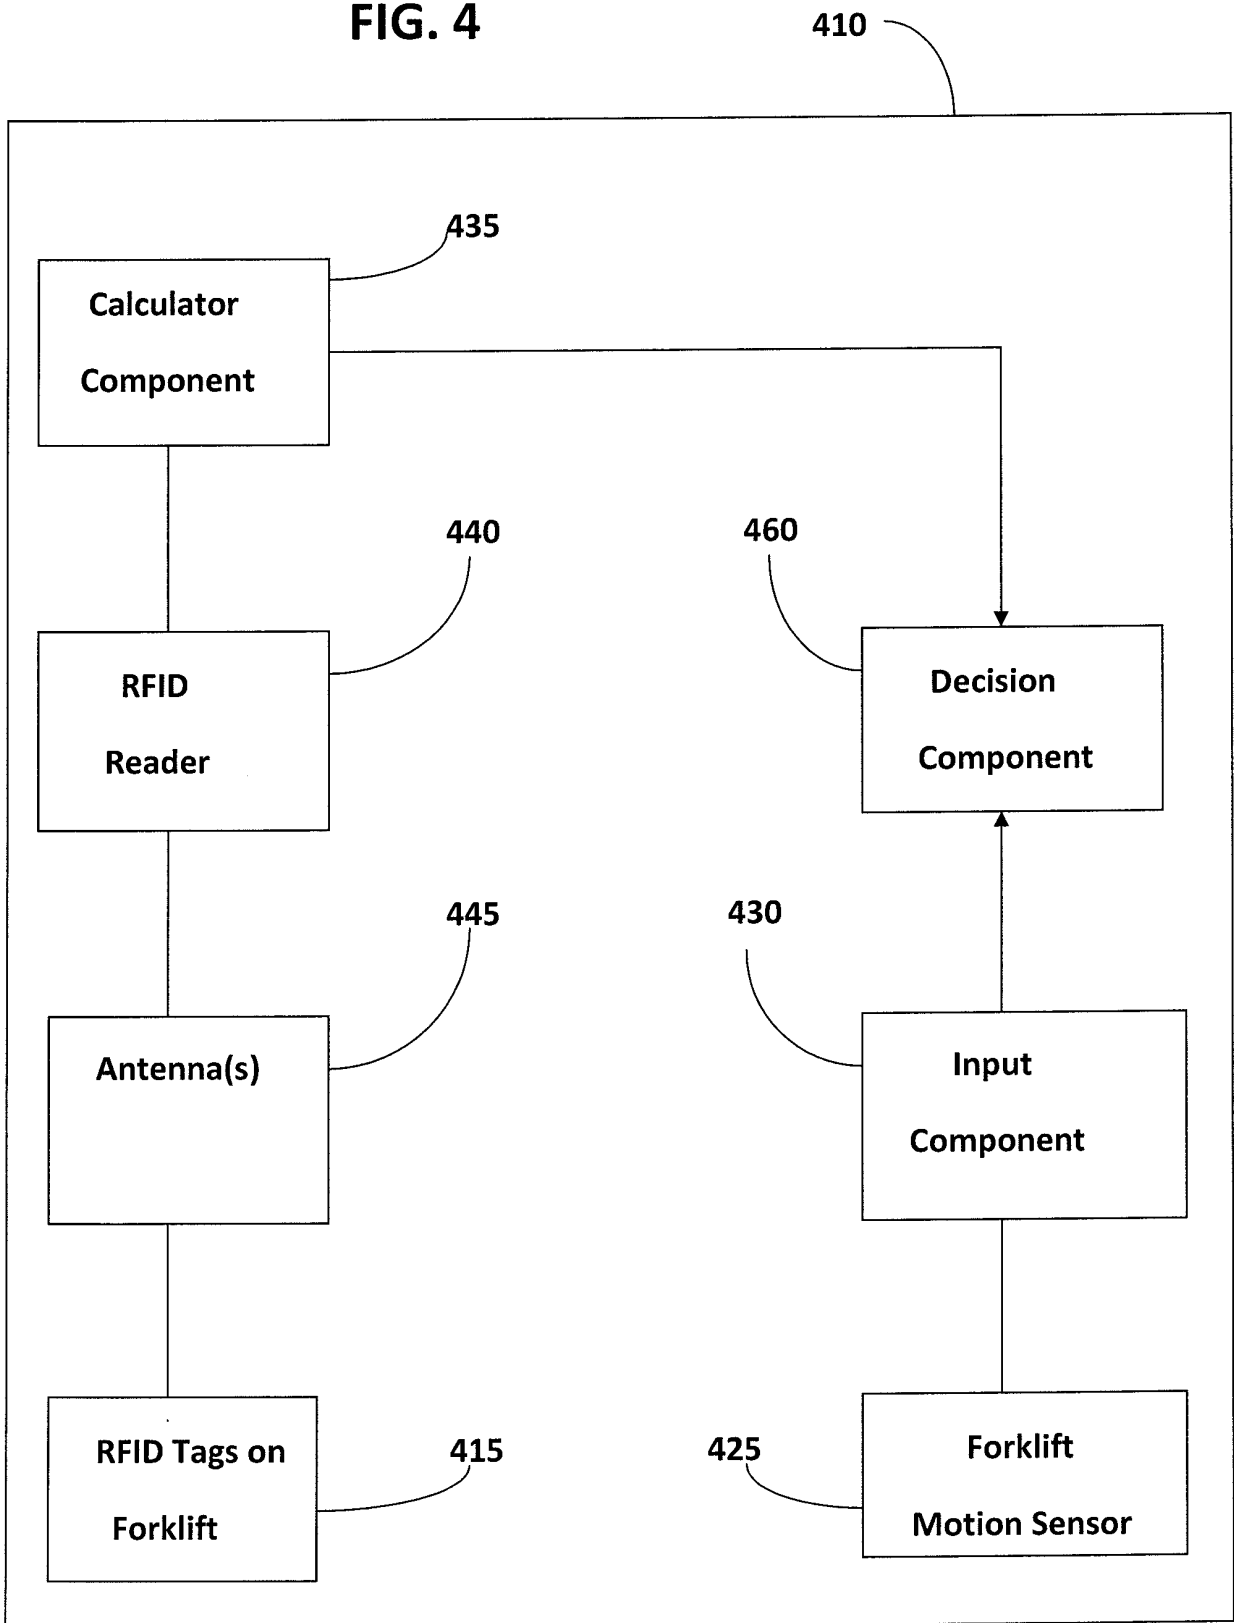 FIG. 4
410
435
Calculator
Component
440
460
RFID
Reader
Decision
Component
445
430
Antenna(s)
Input
Component
RFID Tags on
Forklift
415
425
Forklift
Motion Sensor